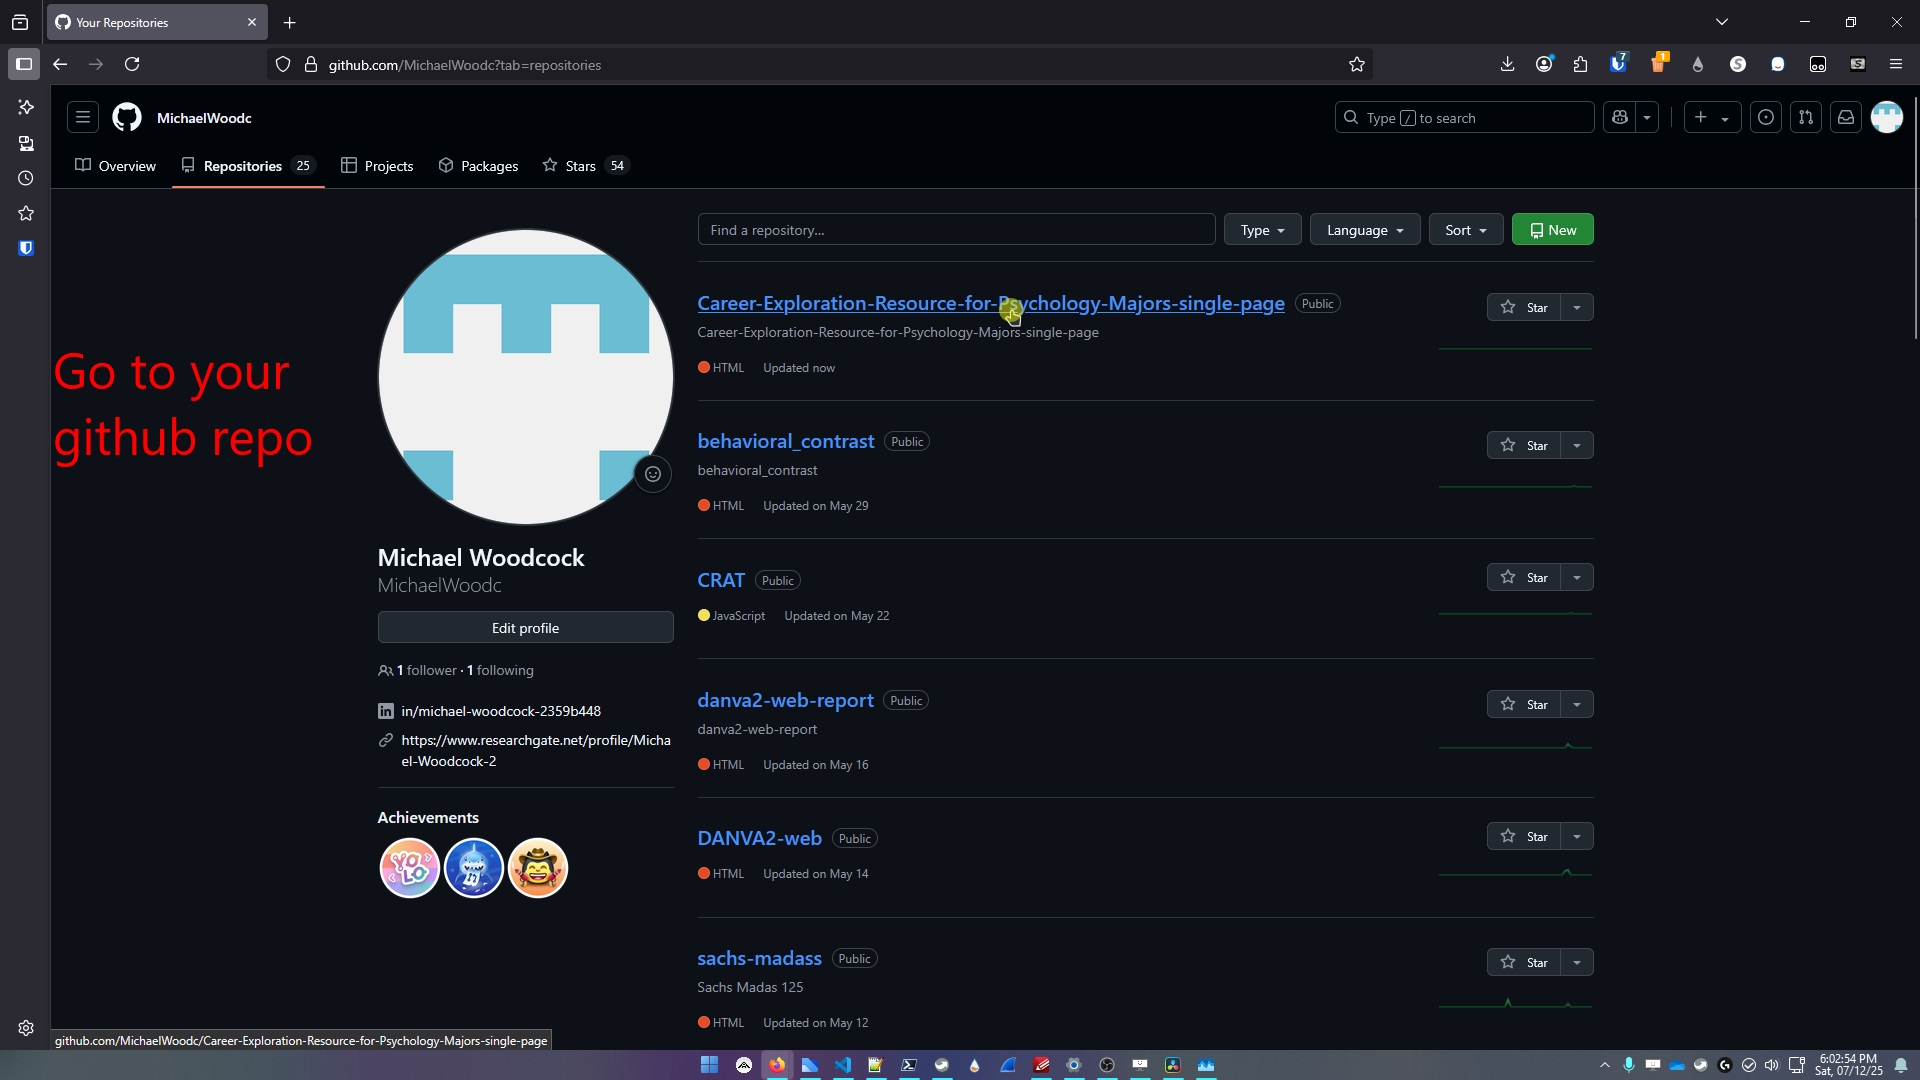 Your Repositories
github.com/MichaelWoodc?tab=repositories
7
1
MichaelWoodc
Type / to search
Overview
Repositories 25
Projects
Packages
Stars 54
Find a repository...
Type
Language
Sort
New
Go to your
github repo
Michael Woodcock
MichaelWoodc
Edit profile
1 follower · 1 following
in/michael-woodcock-2359b448
https://www.researchgate.net/profile/Micha
el-Woodcock-2
Achievements
YOLO
Career-Exploration-Resource-for-Psychology-Majors-single-page Public
Star
Career-Exploration-Resource-for-Psychology-Majors-single-page
HTML Updated now
behavioral_contrast Public
Star
behavioral_contrast
HTML Updated on May 29
CRAT Public
Star
JavaScript Updated on May 22
danva2-web-report Public
Star
danva2-web-report
HTML Updated on May 16
DANVA2-web Public
Star
HTML Updated on May 14
sachs-madass Public
Star
Sachs Madas 125
HTML Updated on May 12
github.com/MichaelWoodc/Career-Exploration-Resource-for-Psychology-Majors-single-page
6:02:54 PM
Sat, 07/12/25